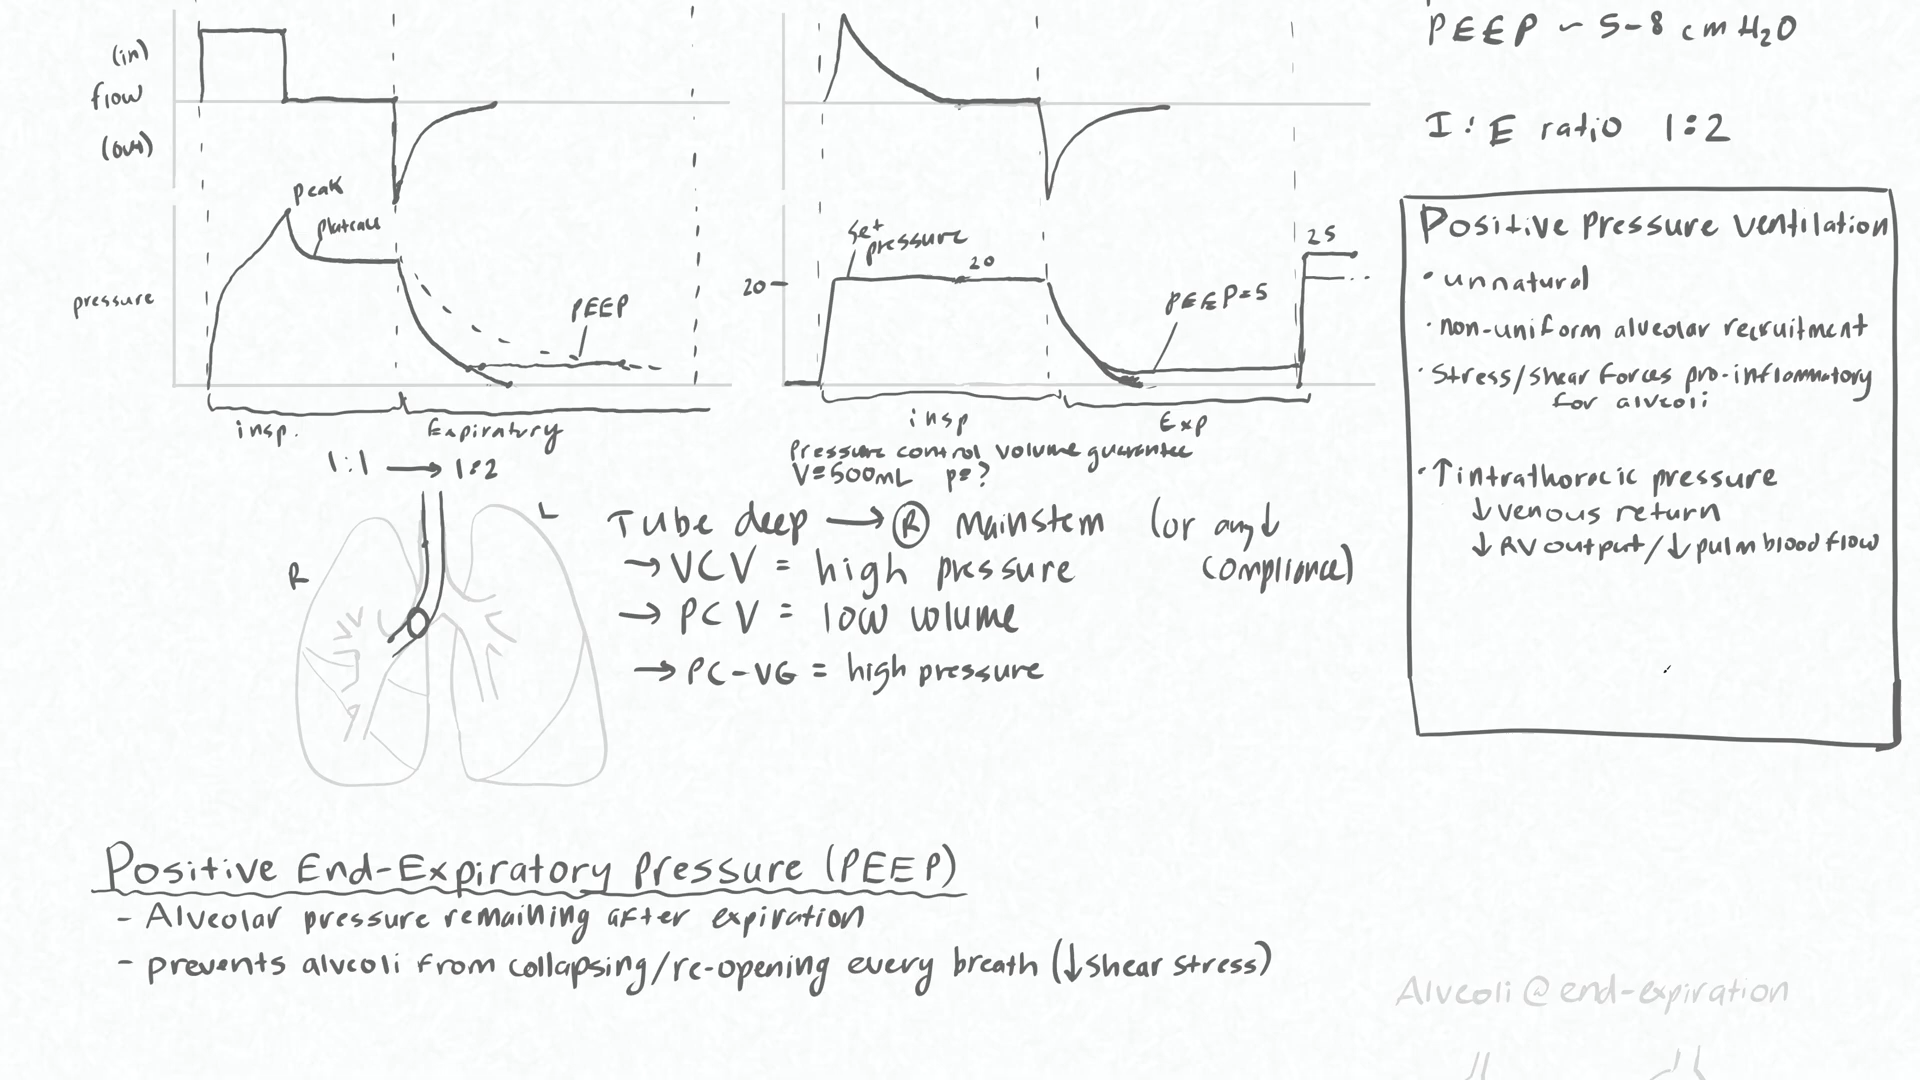 (in)
flow
(out)
peak
plateau
pressure
PEEP
insp.
Expiratory
1:1 → 1:2
set
pressure
20
20
PEEP=5
25
insp
Exp
Pressure control volume guarantee
V=500mL p=?
PEEP ~ 5-8 cmH₂O
I:E ratio 1:2
Positive Pressure Ventilation
• unnatural
• non-uniform alveolar recruitment
• Stress/shear forces pro-inflammatory
for alveoli
• ↑ intrathoracic pressure
↓ venous return
↓ RV output/↓ pulm blood flow
R
L
Tube deep → Ⓡ mainstem (or any ↓
compliance)
→ VCV = high pressure
→ PCV = low volume
→ PC-VG = high pressure
Positive End-Expiratory Pressure (PEEP)
- Alveolar pressure remaining after expiration
- prevents alveoli from collapsing/re-opening every breath (↓ shear stress)
Alveoli @ end-expiration